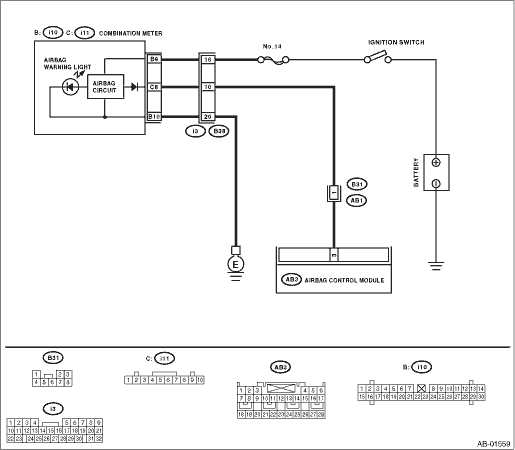 B: i10 C: i11 COMBINATION METER
AIRBAG
WARNING LIGHT
AIRBAG
CIRCUIT
B9
C8
B10
16
10
20
i3 B38
No.14
IGNITION SWITCH
BATTERY
1
B31
AB1
E
AB3 AIRBAG CONTROL MODULE
B31
1 2 3
4 5 6 7 8
C: i11
1 2 3 4 5 6 7 8 9 10
AB3
1 2 3 4 5 6
7 8 9 10 11 12 13 14 15 16 17
18 19 20 21 22 23 24 25 26 27 28
B: i10
1 2 3 4 5 6 7 8 9 10 11 12 13 14
15 16 17 18 19 20 21 22 23 24 25 26 27 28 29 30
i3
1 2 3 4 5 6 7 8 9
10 11 12 13 14 15 16 17 18 19 20 21
22 23 24 25 26 27 28 29 30 31 32
AB-01559